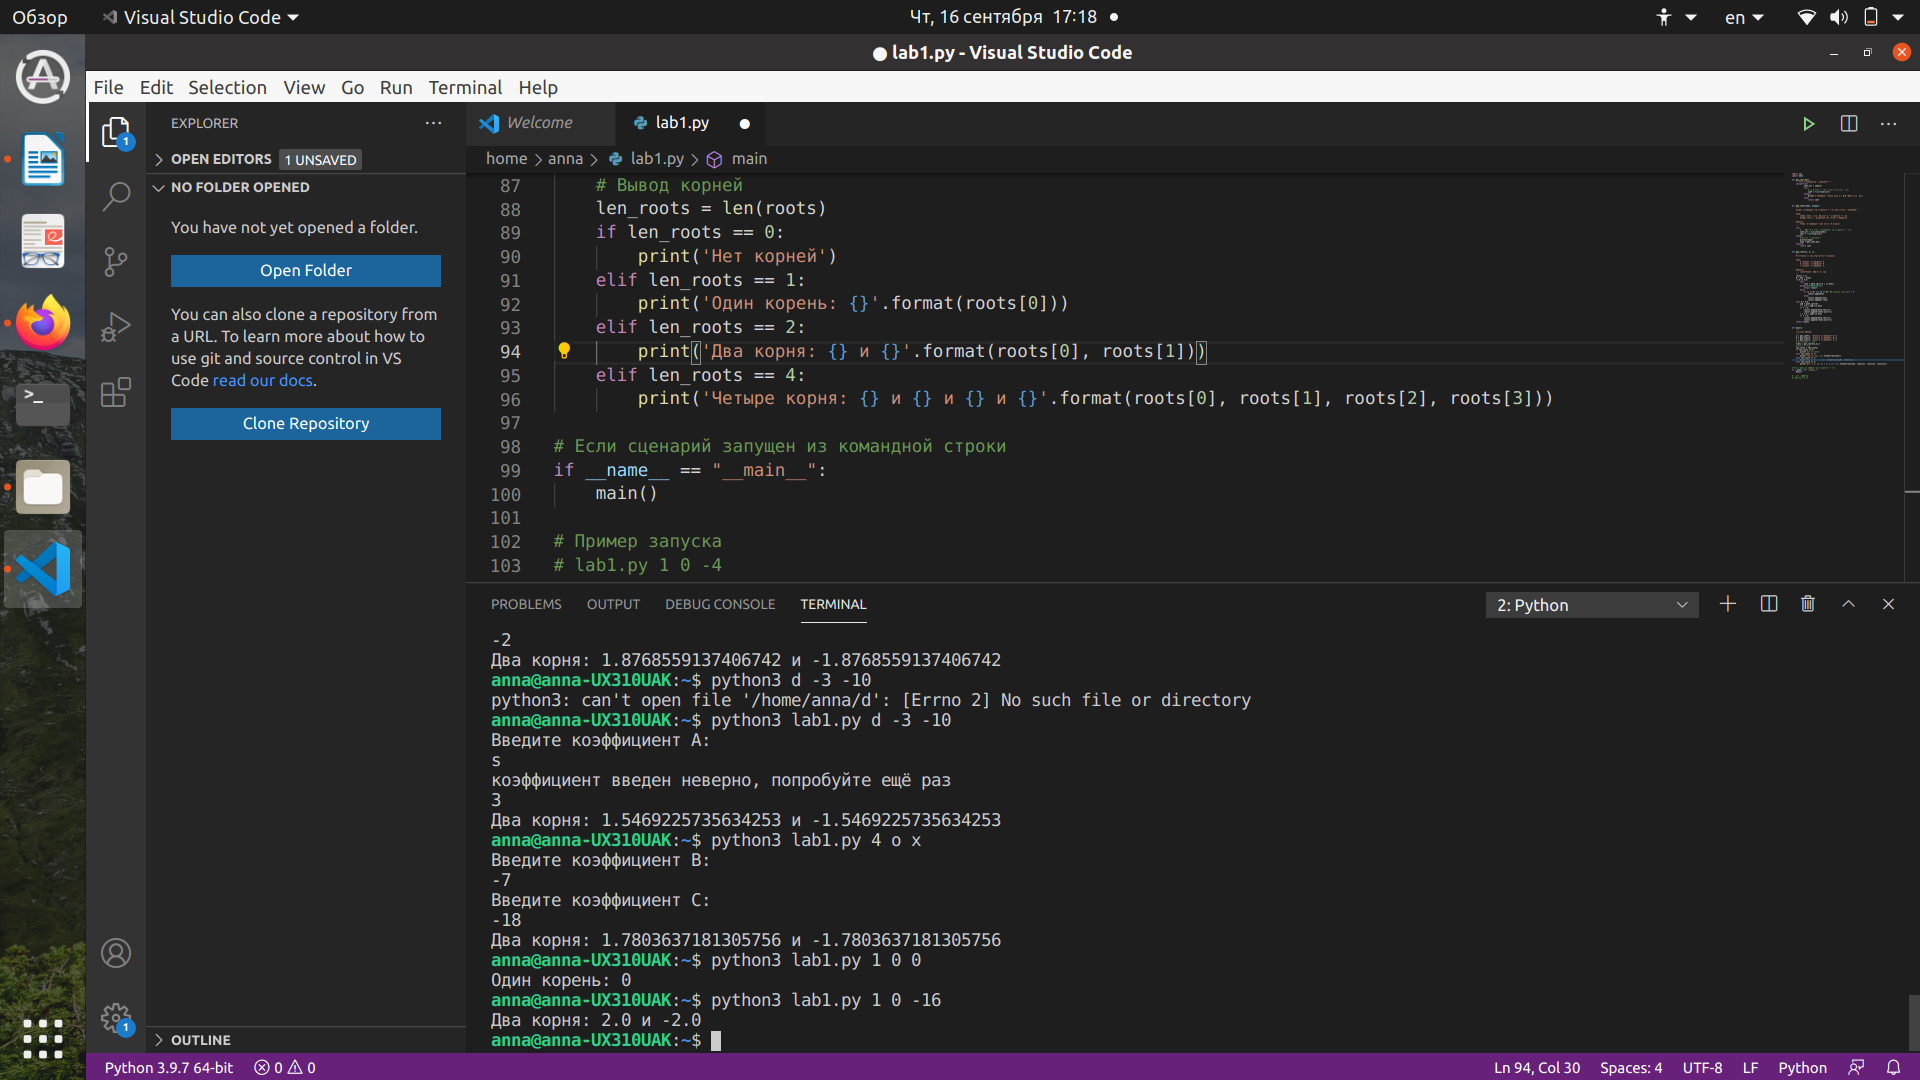 Обзор
Visual Studio Code
Чт, 16 сентября 17:18
en
● lab1.py - Visual Studio Code
File Edit Selection View Go Run Terminal Help
EXPLORER
OPEN EDITORS 1 UNSAVED
NO FOLDER OPENED
You have not yet opened a folder.
Open Folder
You can also clone a repository from
a URL. To learn more about how to
use git and source control in VS
Code read our docs.
Clone Repository
OUTLINE
1
1
Welcome
lab1.py
home > anna > lab1.py > main
87 # Вывод корней
88 len_roots = len(roots)
89 if len_roots == 0:
90 print('Нет корней')
91 elif len_roots == 1:
92 print('Один корень: {}'.format(roots[0]))
93 elif len_roots == 2:
94 print('Два корня: {} и {}'.format(roots[0], roots[1]))
95 elif len_roots == 4:
96 print('Четыре корня: {} и {} и {} и {}'.format(roots[0], roots[1], roots[2], roots[3]))
97
98 # Если сценарий запущен из командной строки
99 if __name__ == "__main__":
100 main()
101
102 # Пример запуска
103 # lab1.py 1 0 -4
PROBLEMS OUTPUT DEBUG CONSOLE TERMINAL
2: Python
-2
Два корня: 1.8768559137406742 и -1.8768559137406742
anna@anna-UX310UAK:~$ python3 d -3 -10
python3: can't open file '/home/anna/d': [Errno 2] No such file or directory
anna@anna-UX310UAK:~$ python3 lab1.py d -3 -10
Введите коэффициент A:
s
коэффициент введен неверно, попробуйте ещё раз
3
Два корня: 1.5469225735634253 и -1.5469225735634253
anna@anna-UX310UAK:~$ python3 lab1.py 4 o x
Введите коэффициент B:
-7
Введите коэффициент C:
-18
Два корня: 1.7803637181305756 и -1.7803637181305756
anna@anna-UX310UAK:~$ python3 lab1.py 1 0 0
Один корень: 0
anna@anna-UX310UAK:~$ python3 lab1.py 1 0 -16
Два корня: 2.0 и -2.0
anna@anna-UX310UAK:~$
Python 3.9.7 64-bit 0 0
Ln 94, Col 30 Spaces: 4 UTF-8 LF Python